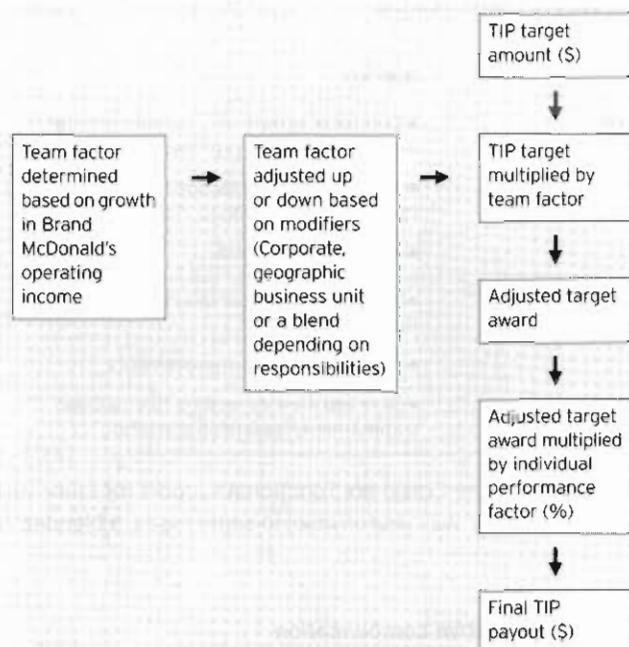 TIP target
amount ($)
Team factor
determined
based on growth
in Brand
McDonald's
operating
income
Team factor
adjusted up
or down based
on modifiers
(Corporate,
geographic
business unit
or a blend
depending on
responsibilities)
TIP target
multiplied by
team factor
Adjusted target
award
Adjusted target
award multiplied
by individual
performance
factor (%)
Final TIP
payout ($)